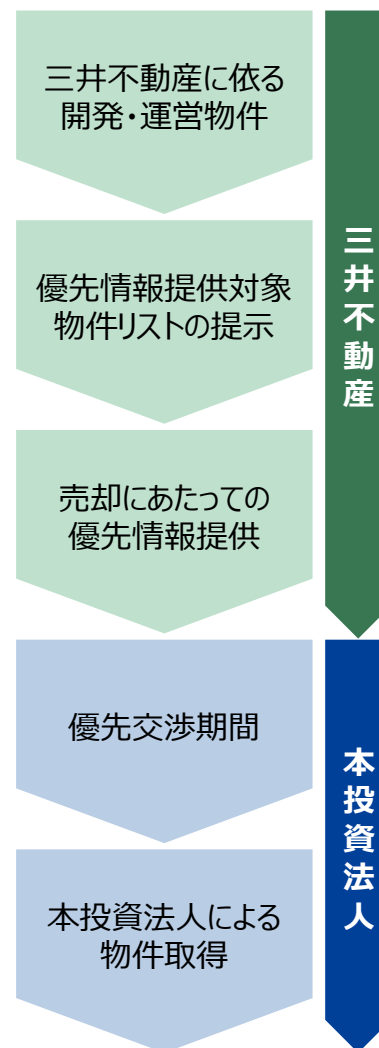 三井不動産に依る
開発・運営物件
優先情報提供対象
物件リストの提示
売却にあたっての
優先情報提供
三井不動産
優先交渉期間
本投資法人による
物件取得
本投資法人